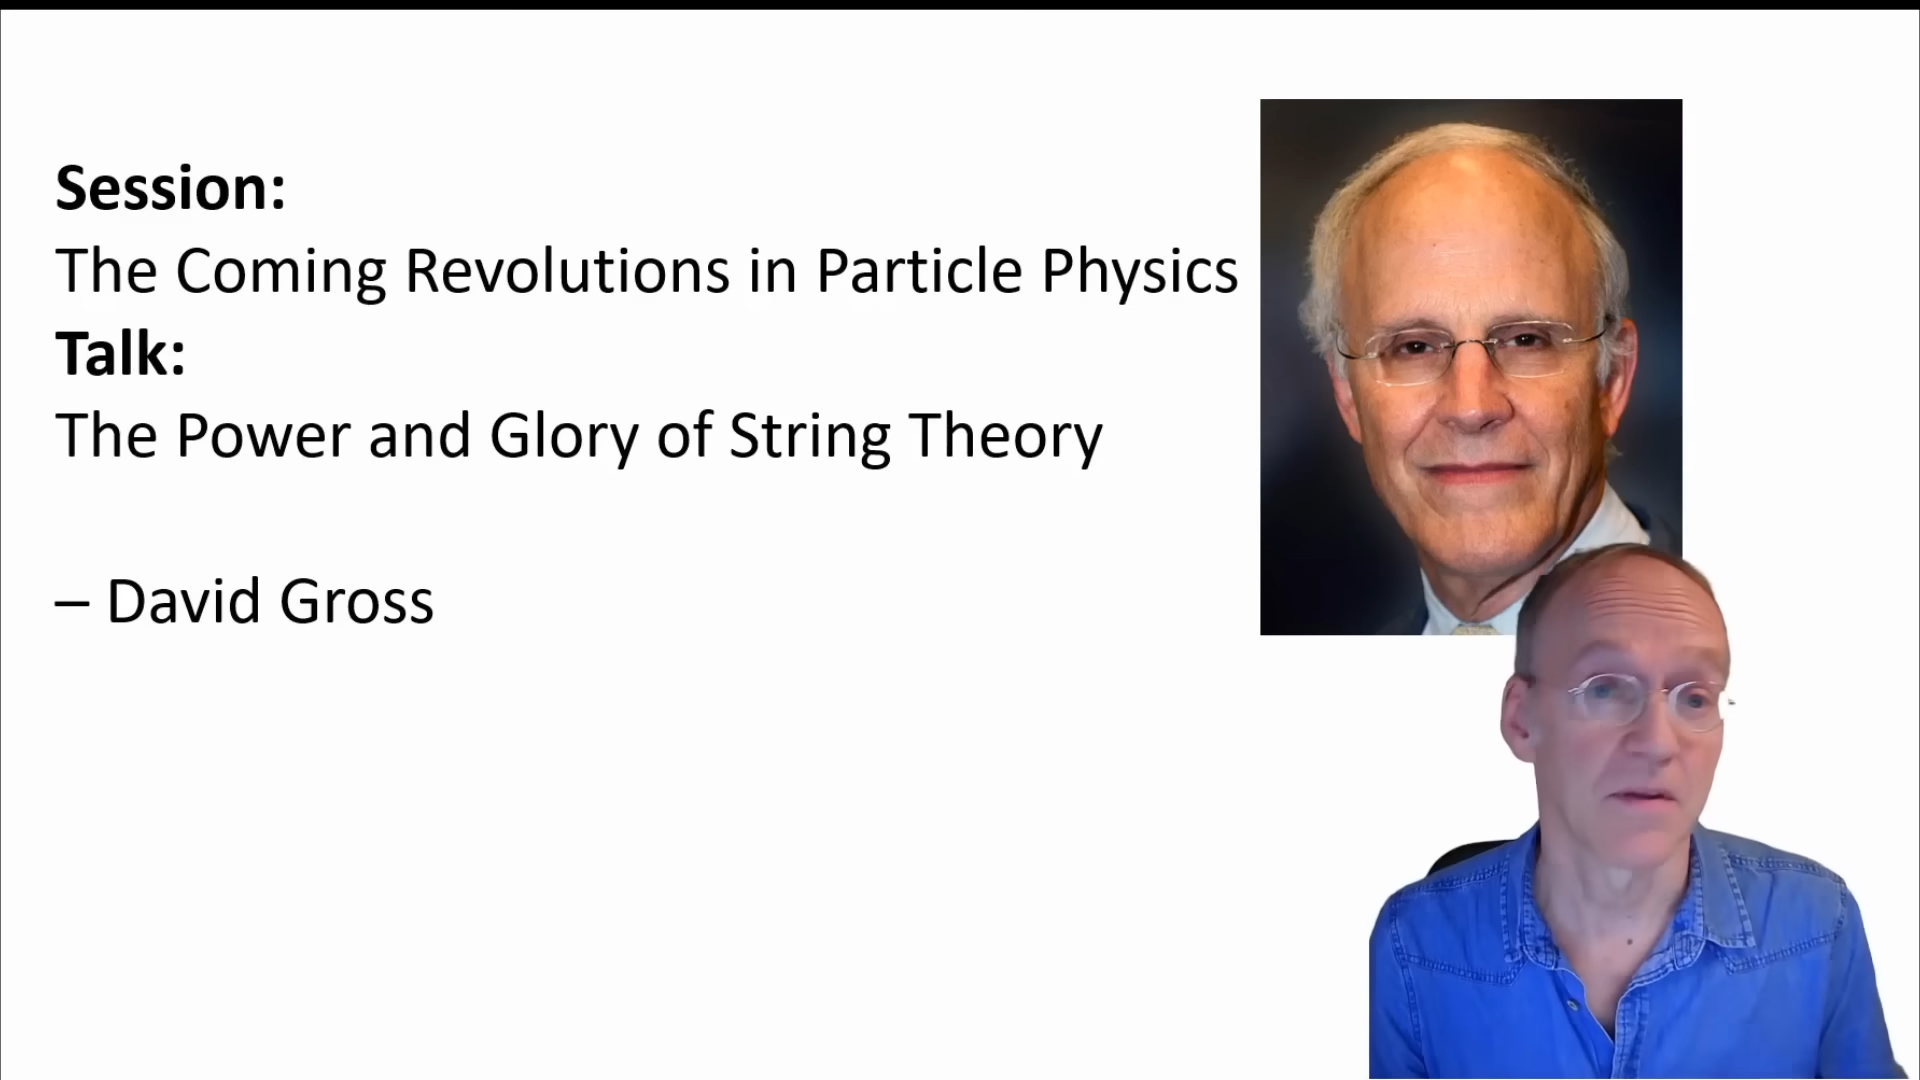 Session:
The Coming Revolutions in Particle Physics
Talk:
The Power and Glory of String Theory
– David Gross